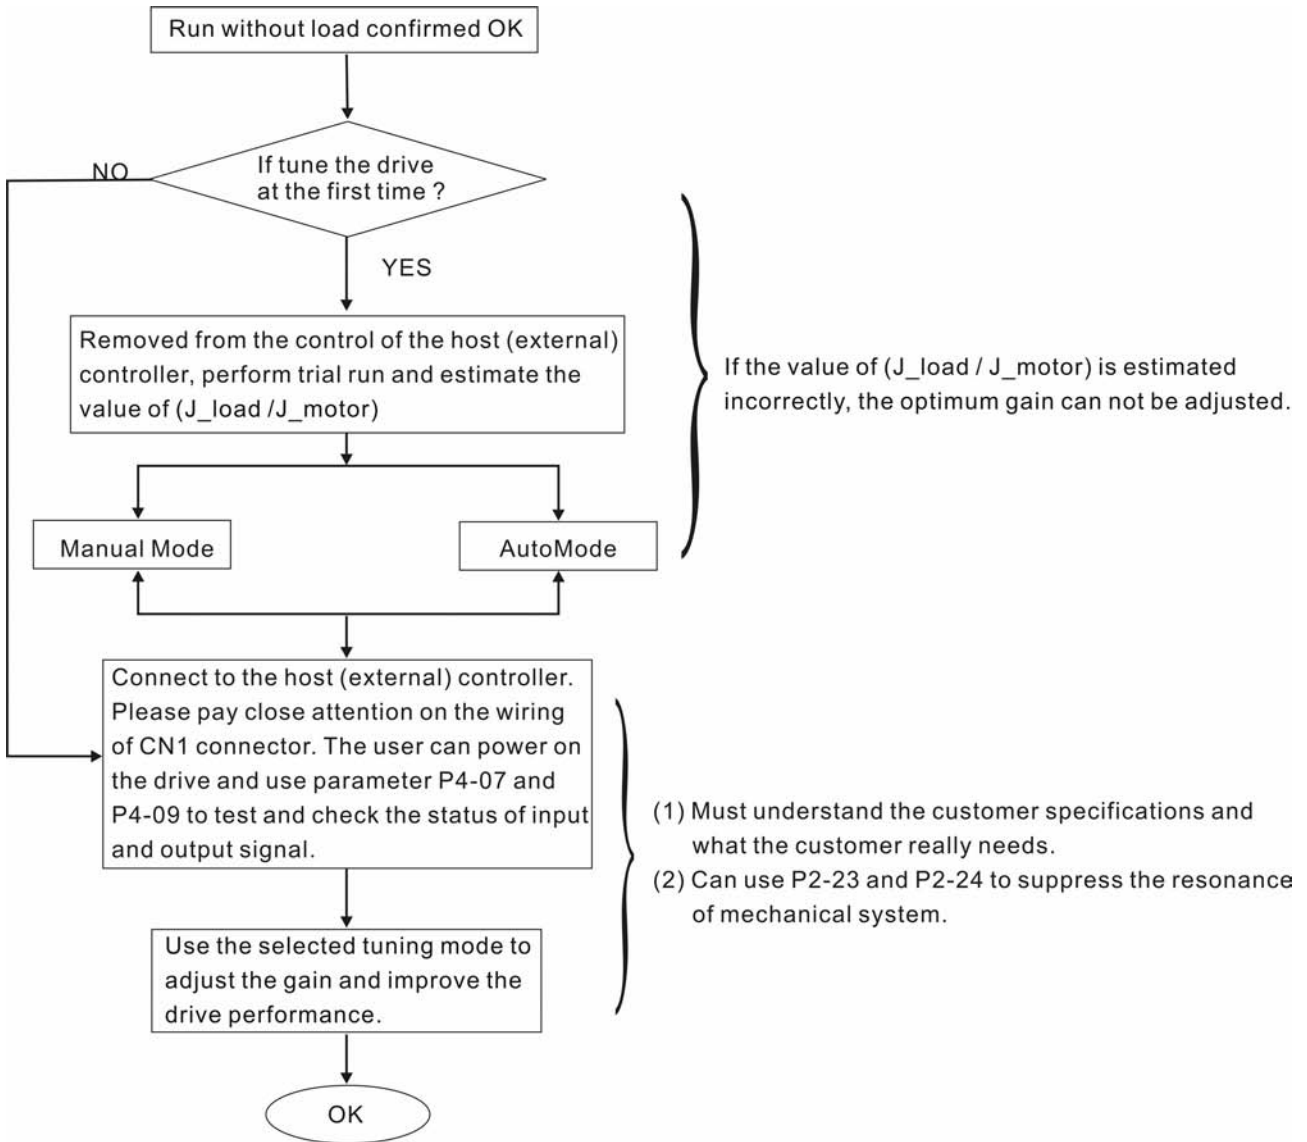 Run without load confirmed OK
If tune the drive
at the first time ?
NO
YES
Removed from the control of the host (external)
controller, perform trial run and estimate the
value of (J_load /J_motor)
If the value of (J_load / J_motor) is estimated
incorrectly, the optimum gain can not be adjusted.
Manual Mode
AutoMode
Connect to the host (external) controller.
Please pay close attention on the wiring
of CN1 connector. The user can power on
the drive and use parameter P4-07 and
P4-09 to test and check the status of input
and output signal.
(1) Must understand the customer specifications and
what the customer really needs.
(2) Can use P2-23 and P2-24 to suppress the resonance
of mechanical system.
Use the selected tuning mode to
adjust the gain and improve the
drive performance.
OK